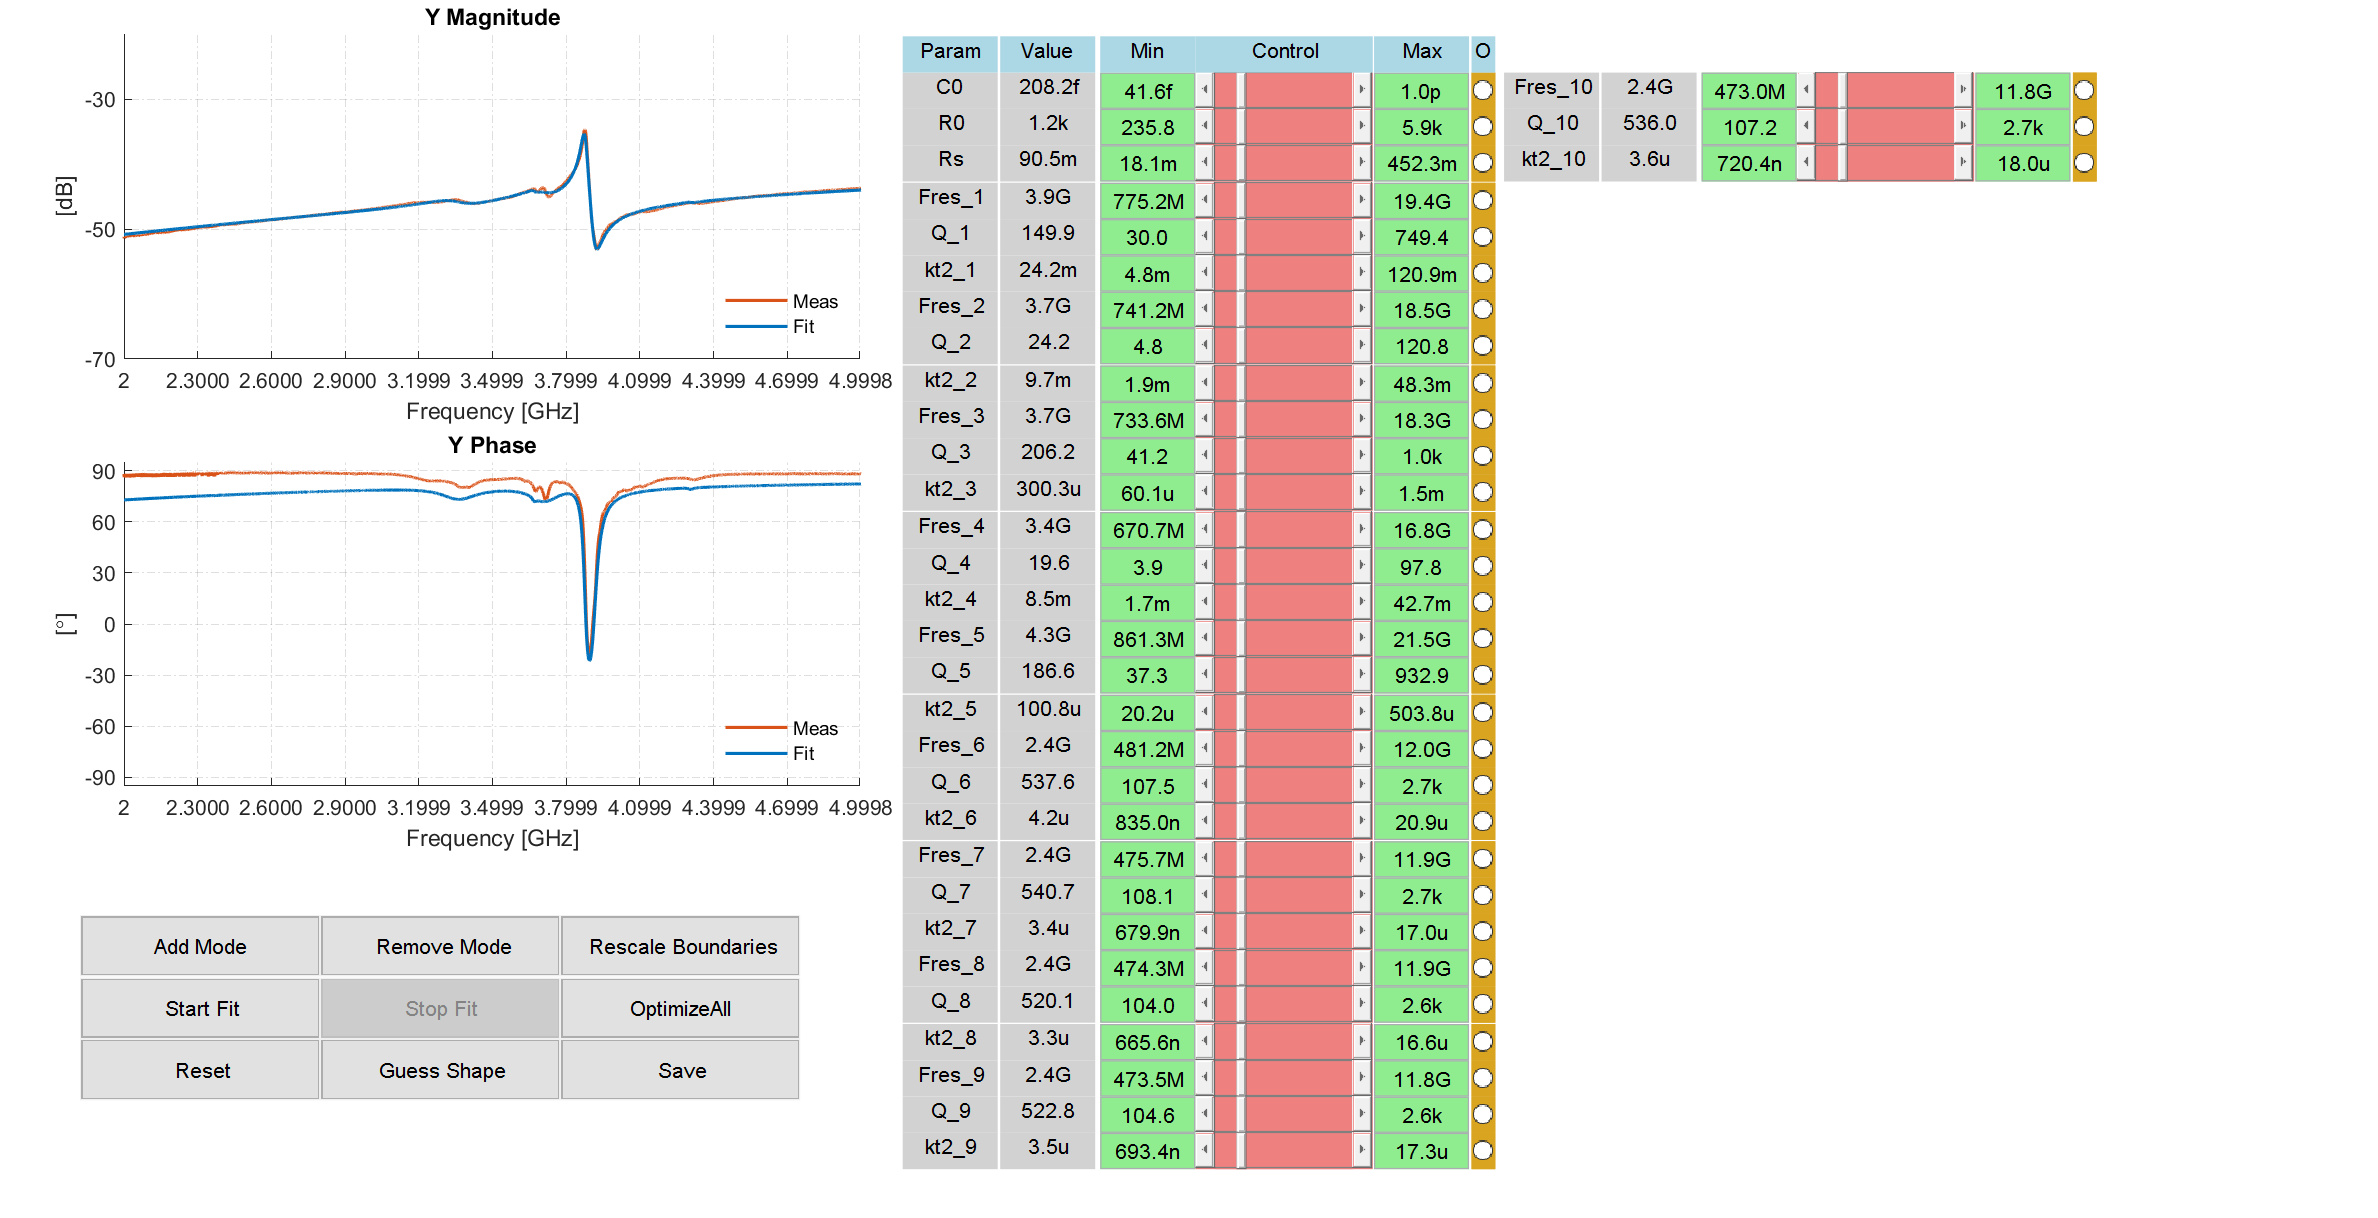 Y Magnitude
-30
-50
-70
[dB]
2 2.3000 2.6000 2.9000 3.1999 3.4999 3.7999 4.0999 4.3999 4.6999 4.9998
Frequency [GHz]
Meas
Fit
Y Phase
90
60
30
0
-30
-60
-90
[°]
2 2.3000 2.6000 2.9000 3.1999 3.4999 3.7999 4.0999 4.3999 4.6999 4.9998
Frequency [GHz]
Meas
Fit
Add Mode Remove Mode Rescale Boundaries
Start Fit Stop Fit OptimizeAll
Reset Guess Shape Save
Param Value Min Control Max O
C0 208.2f 41.6f 1.0p
R0 1.2k 235.8 5.9k
Rs 90.5m 18.1m 452.3m
Fres_1 3.9G 775.2M 19.4G
Q_1 149.9 30.0 749.4
kt2_1 24.2m 4.8m 120.9m
Fres_2 3.7G 741.2M 18.5G
Q_2 24.2 4.8 120.8
kt2_2 9.7m 1.9m 48.3m
Fres_3 3.7G 733.6M 18.3G
Q_3 206.2 41.2 1.0k
kt2_3 300.3u 60.1u 1.5m
Fres_4 3.4G 670.7M 16.8G
Q_4 19.6 3.9 97.8
kt2_4 8.5m 1.7m 42.7m
Fres_5 4.3G 861.3M 21.5G
Q_5 186.6 37.3 932.9
kt2_5 100.8u 20.2u 503.8u
Fres_6 2.4G 481.2M 12.0G
Q_6 537.6 107.5 2.7k
kt2_6 4.2u 835.0n 20.9u
Fres_7 2.4G 475.7M 11.9G
Q_7 540.7 108.1 2.7k
kt2_7 3.4u 679.9n 17.0u
Fres_8 2.4G 474.3M 11.9G
Q_8 520.1 104.0 2.6k
kt2_8 3.3u 665.6n 16.6u
Fres_9 2.4G 473.5M 11.8G
Q_9 522.8 104.6 2.6k
kt2_9 3.5u 693.4n 17.3u
Fres_10 2.4G 473.0M 11.8G
Q_10 536.0 107.2 2.7k
kt2_10 3.6u 720.4n 18.0u